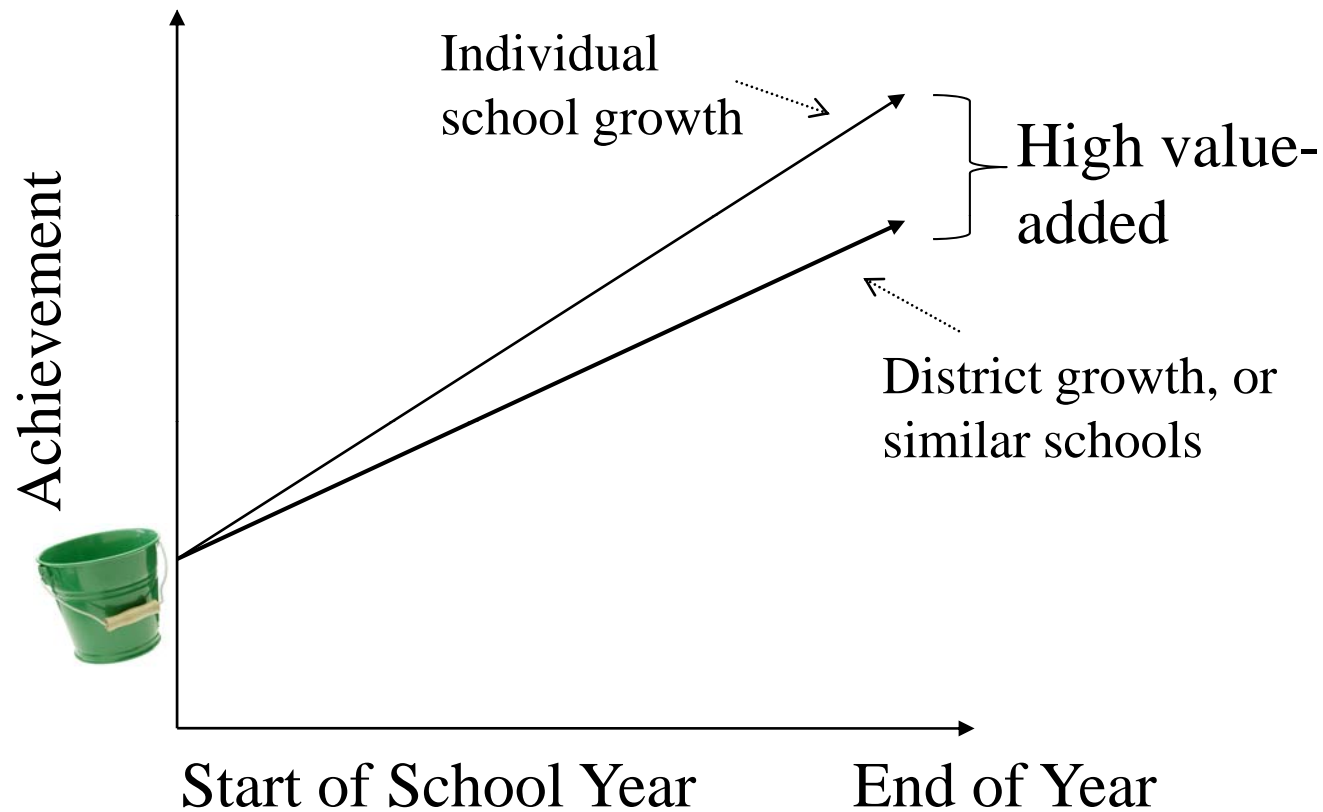 Individual
school growth
High value-
added
Achievement
District growth, or
similar schools
Start of School Year
End of Year